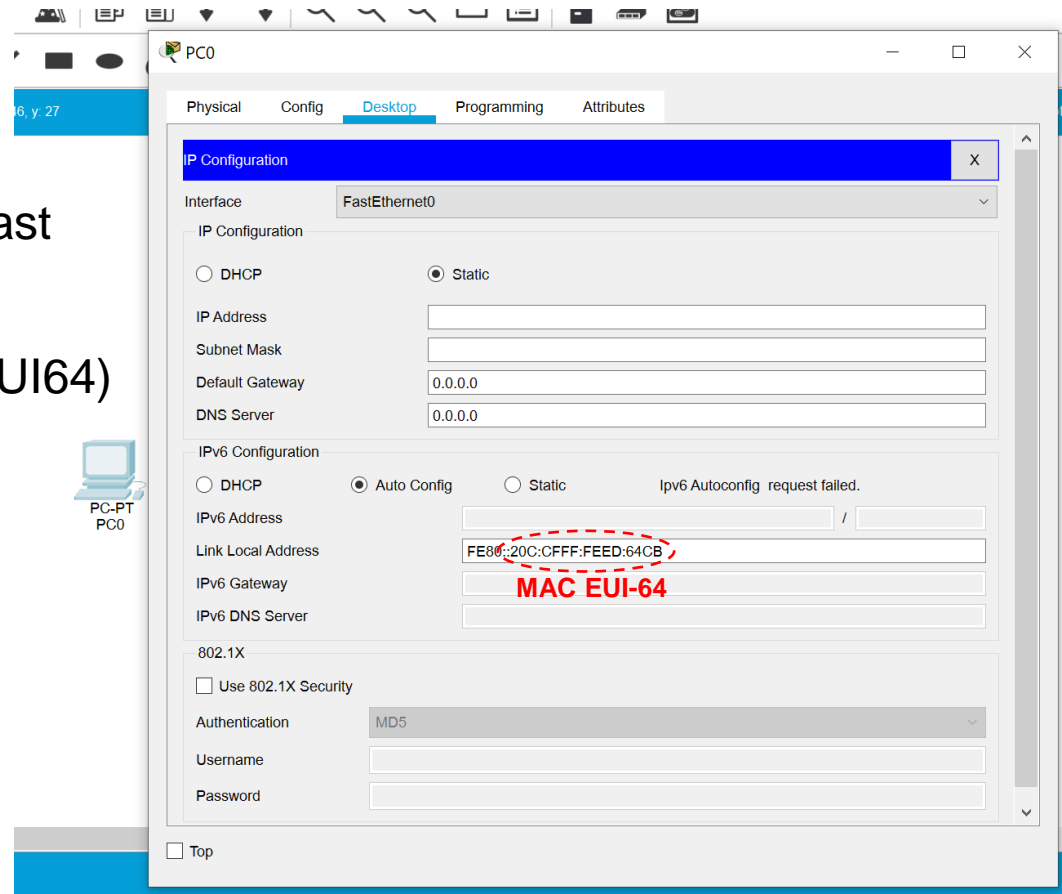 PC0
Physical Config Desktop Programming Attributes
16, y: 27
IP Configuration X
Interface FastEthernet0
IP Configuration
DHCP Static
IP Address
Subnet Mask
Default Gateway 0.0.0.0
DNS Server 0.0.0.0
IPv6 Configuration
DHCP Auto Config Static Ipv6 Autoconfig request failed.
IPv6 Address /
Link Local Address FE80::20C:CFFF:FEED:64CB
MAC EUI-64
IPv6 Gateway
IPv6 DNS Server
802.1X
Use 802.1X Security
Authentication MD5
Username
Password
Top
ast
UI64)
PC-PT
PC0